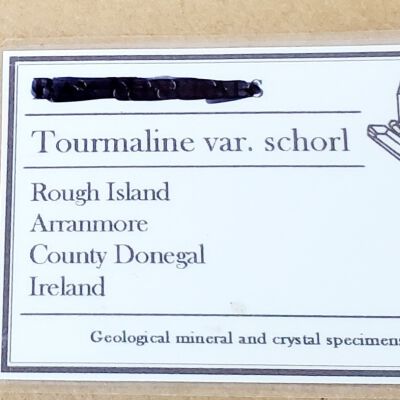 Tourmaline var. schorl
Rough Island
Arranmore
County Donegal
Ireland
Geological mineral and crystal specimens